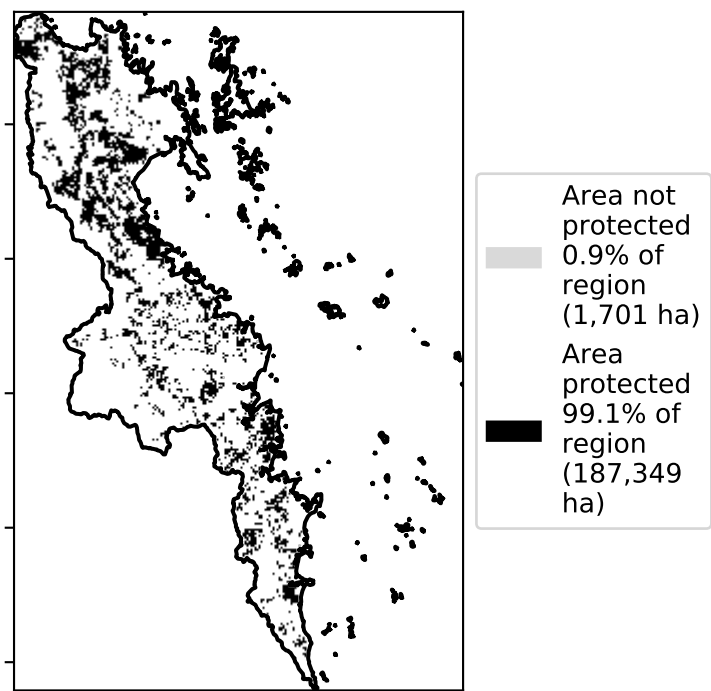 Area not
protected
0.9% of
region
(1,701 ha)
Area
protected
99.1% of
region
(187,349
ha)